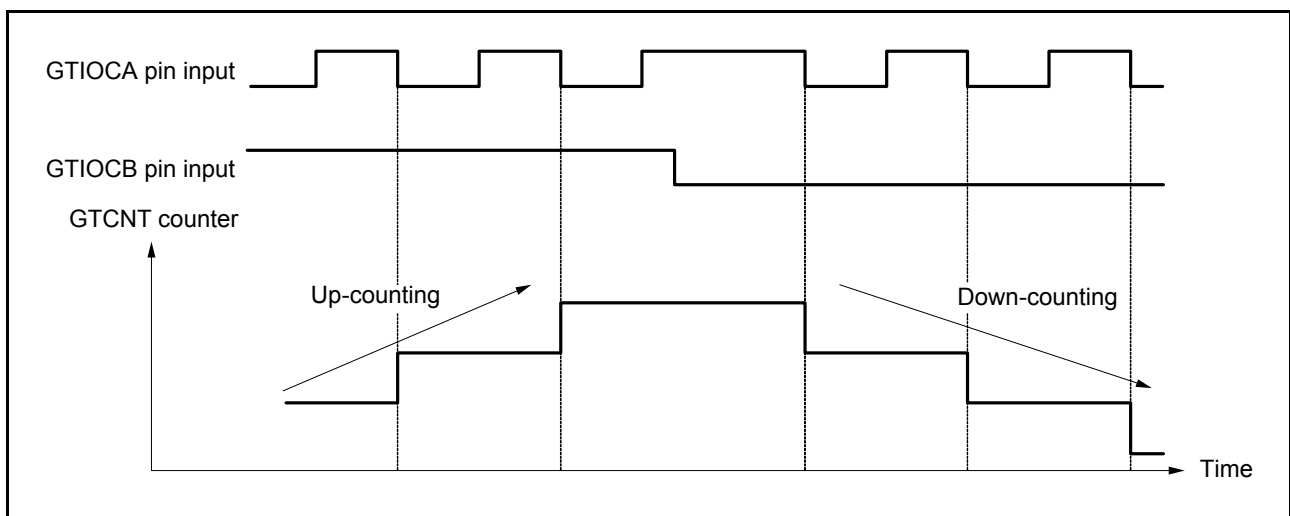 GTIOCA pin input
GTIOCB pin input
GTCNT counter
Up-counting
Down-counting
Time